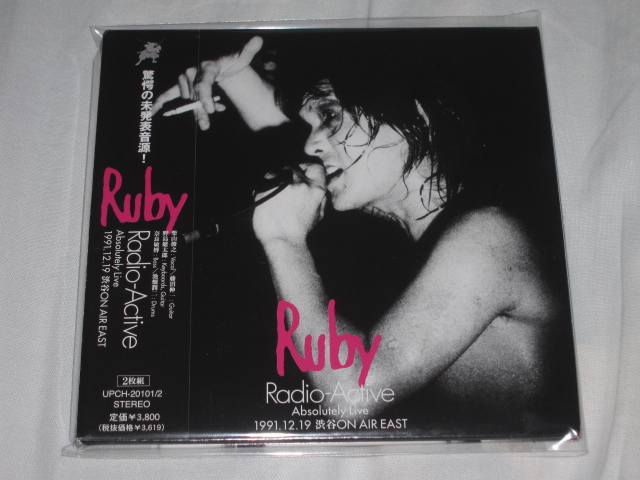 驚愕の未発表音源!
Ruby
Radio-Active
Absolutely Live
1991.12.19 渋谷ON AIR EAST
2枚組
UPCH-20101/2
STEREO
定価¥3,800
(税抜価格¥3,619)
Ruby
Radio-Active
Absolutely Live
1991.12.19 渋谷ON AIR EAST